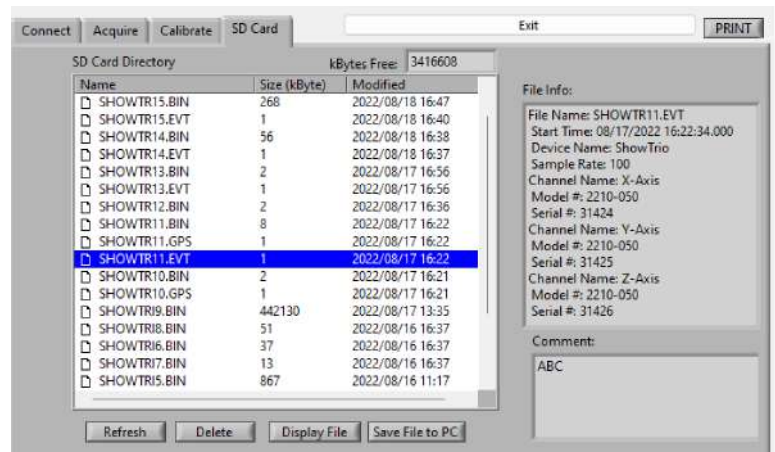 Connect Acquire Calibrate SD Card Exit PRINT
SD Card Directory kBytes Free: 3416608
Name Size (kByte) Modified
SHOWTR15.BIN 268 2022/08/18 16:47
SHOWTR15.EVT 1 2022/08/18 16:40
SHOWTR14.BIN 56 2022/08/18 16:38
SHOWTR14.EVT 1 2022/08/18 16:37
SHOWTR13.BIN 2 2022/08/17 16:56
SHOWTR13.EVT 1 2022/08/17 16:56
SHOWTR12.BIN 2 2022/08/17 16:36
SHOWTR11.BIN 8 2022/08/17 16:22
SHOWTR11.GPS 1 2022/08/17 16:22
SHOWTR11.EVT 1 2022/08/17 16:22
SHOWTR10.BIN 2 2022/08/17 16:21
SHOWTR10.GPS 1 2022/08/17 16:21
SHOWTRI9.BIN 442130 2022/08/17 13:35
SHOWTRI8.BIN 51 2022/08/16 16:37
SHOWTRI6.BIN 37 2022/08/16 16:37
SHOWTRI7.BIN 13 2022/08/16 16:37
SHOWTRI5.BIN 867 2022/08/16 11:17
Refresh Delete Display File Save File to PC
File Info:
File Name: SHOWTR11.EVT
Start Time: 08/17/2022 16:22:34.000
Device Name: ShowTrio
Sample Rate: 100
Channel Name: X-Axis
Model #: 2210-050
Serial #: 31424
Channel Name: Y-Axis
Model #: 2210-050
Serial #: 31425
Channel Name: Z-Axis
Model #: 2210-050
Serial #: 31426
Comment:
ABC